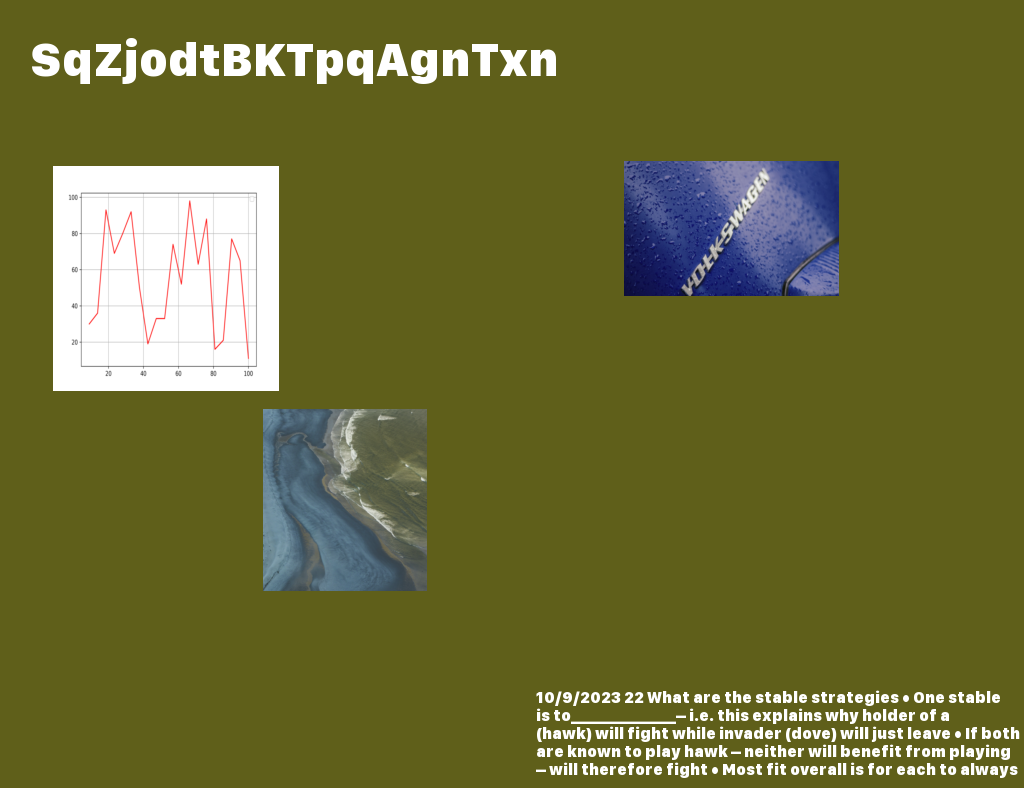 SqZjodtBKTpqAgnTxn
VOLKSWAGEN
100
80
60
40
20
20 40 60 80 100
10/9/2023 22 What are the stable strategies • One stable
is to_____________– i.e. this explains why holder of a
(hawk) will fight while invader (dove) will just leave • If both
are known to play hawk – neither will benefit from playing
– will therefore fight • Most fit overall is for each to always